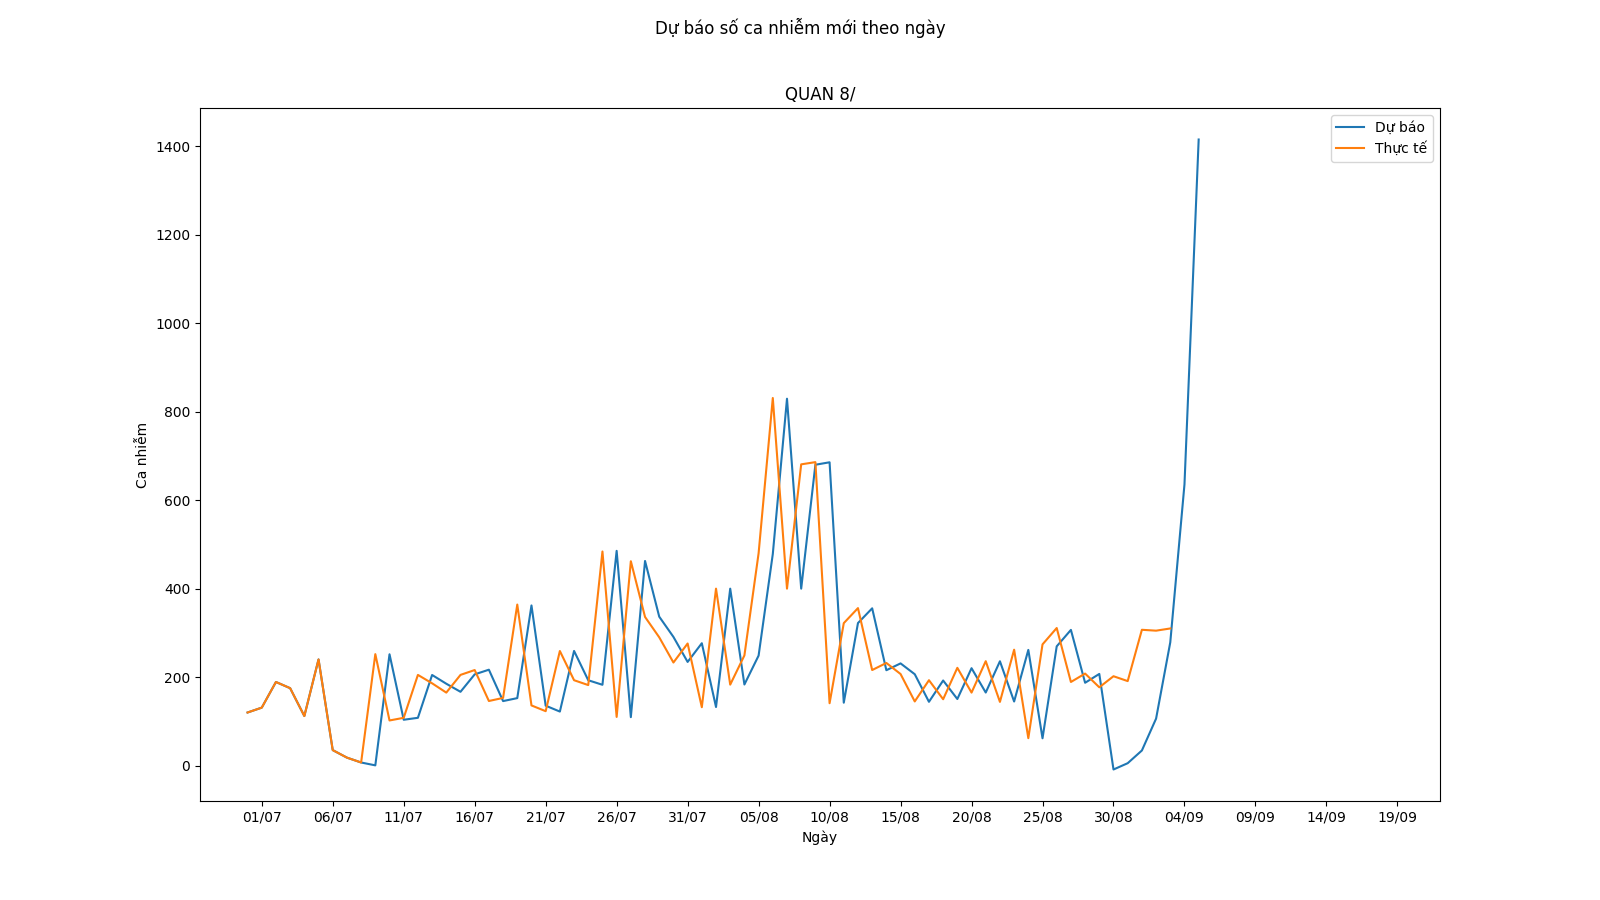 Dự báo số ca nhiễm mới theo ngày
QUAN 8/
Dự báo
Thực tế
1400
1200
1000
800
600
400
200
0
Ca nhiễm
01/07 06/07 11/07 16/07 21/07 26/07 31/07 05/08 10/08 15/08 20/08 25/08 30/08 04/09 09/09 14/09 19/09
Ngày